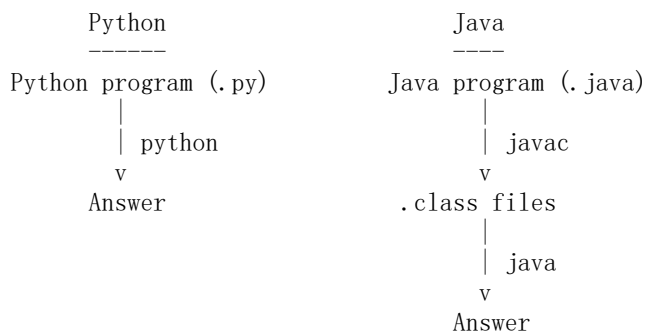 Python Java
------ ----
Python program (.py) Java program (.java)
| |
| python | javac
v v
Answer .class files
|
| java
v
Answer